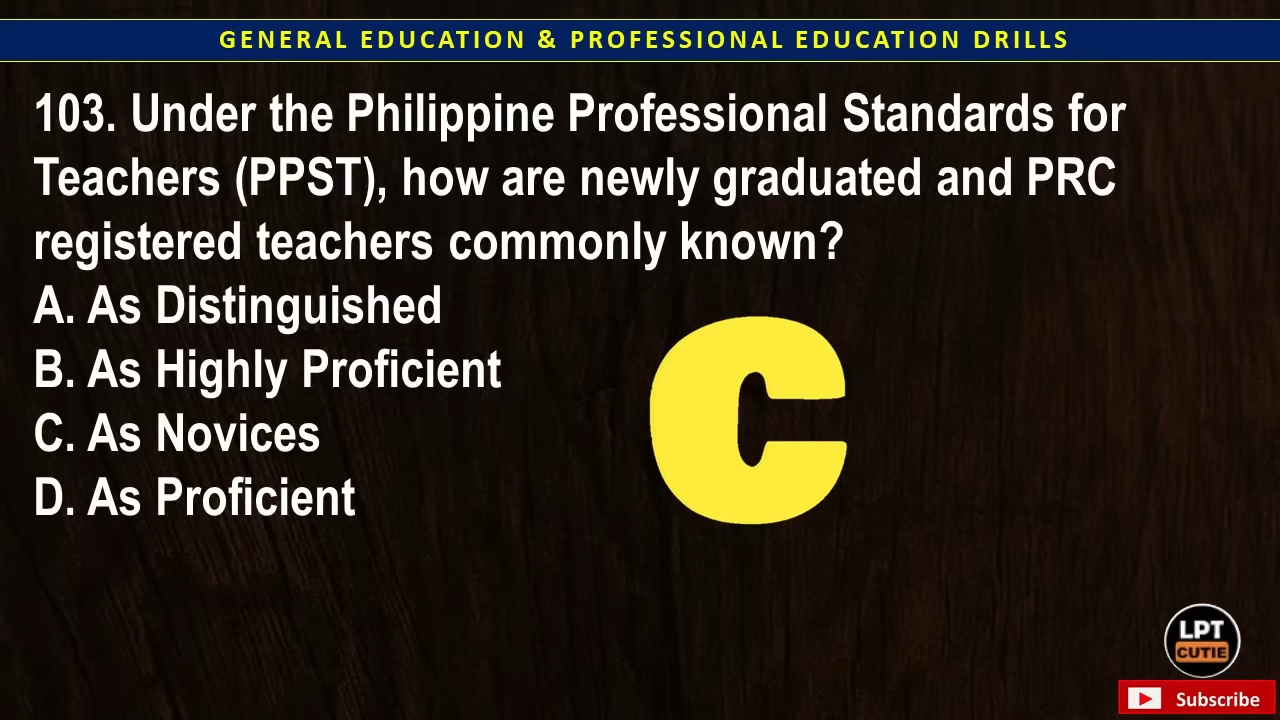 GENERAL EDUCATION & PROFESSIONAL EDUCATION DRILLS
103. Under the Philippine Professional Standards for
Teachers (PPST), how are newly graduated and PRC
registered teachers commonly known?
A. As Distinguished
B. As Highly Proficient
C. As Novices
D. As Proficient
C
LPT
CUTIE
Subscribe